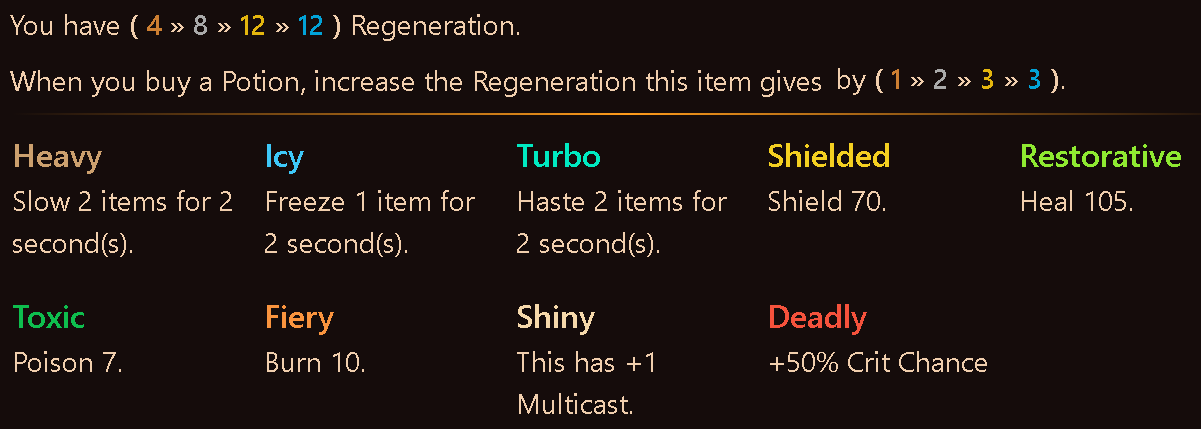 You have ( 4 » 8 » 12 » 12 ) Regeneration.
When you buy a Potion, increase the Regeneration this item gives by ( 1 » 2 » 3 » 3 ).
Heavy
Slow 2 items for 2
second(s).
Icy
Freeze 1 item for
2 second(s).
Turbo
Haste 2 items for
2 second(s).
Shielded
Shield 70.
Restorative
Heal 105.
Toxic
Poison 7.
Fiery
Burn 10.
Shiny
This has +1
Multicast.
Deadly
+50% Crit Chance